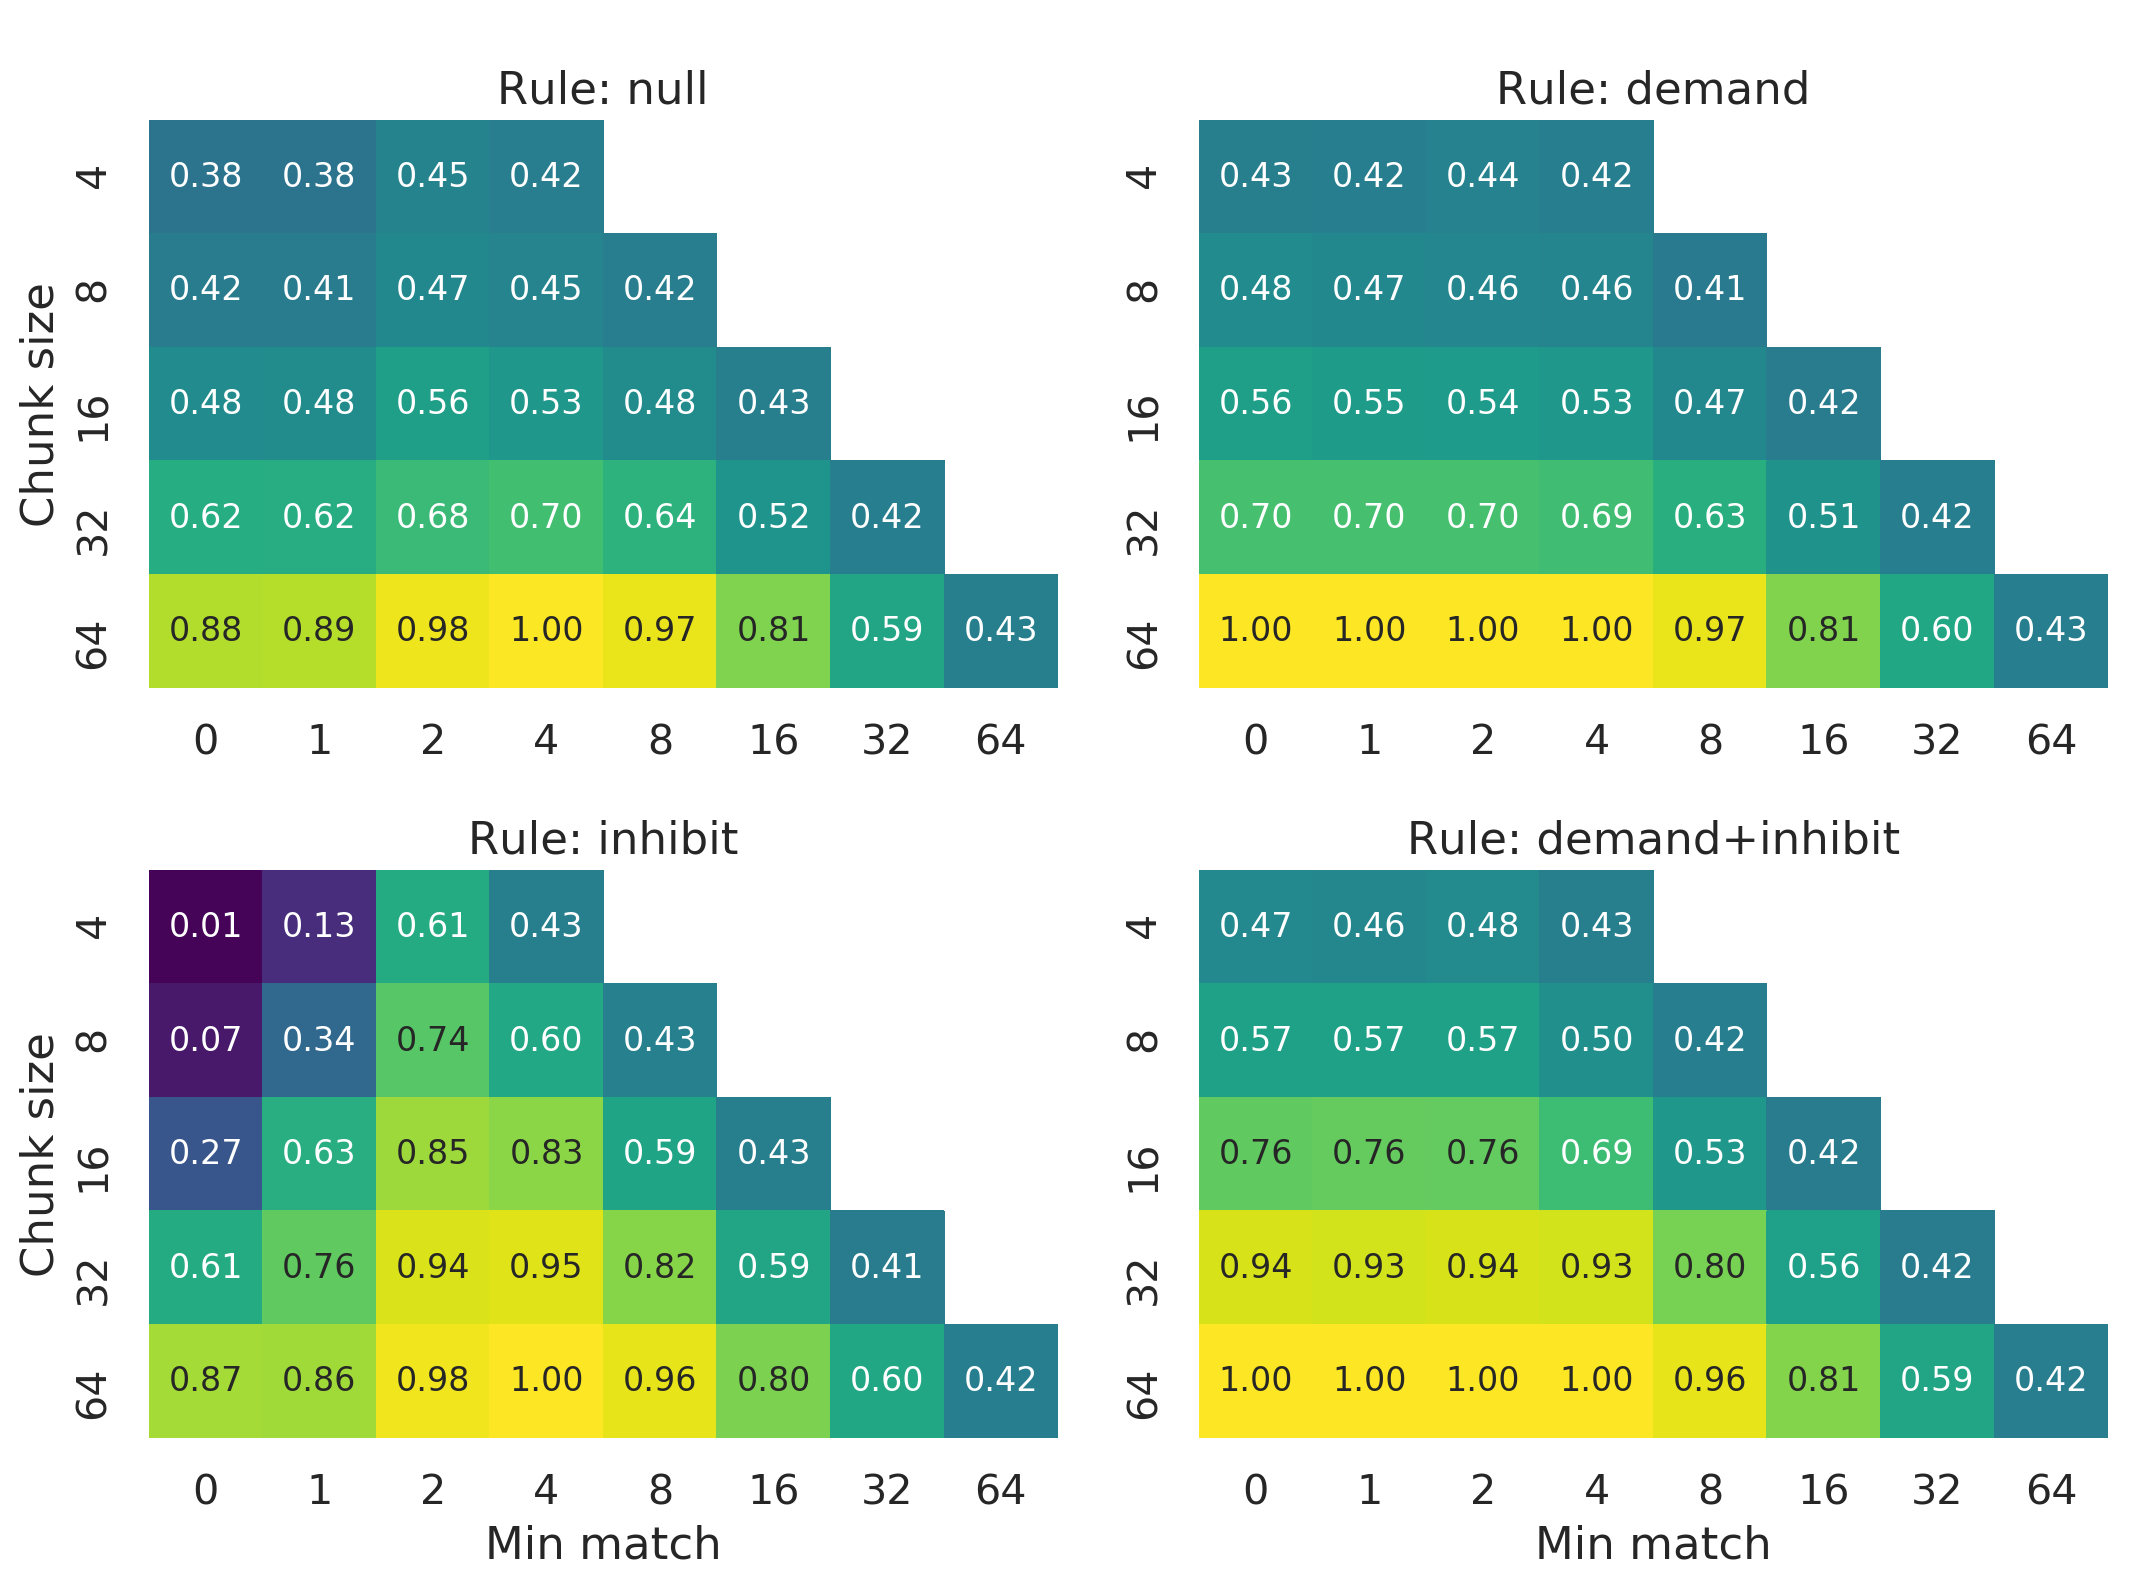 Rule: null
Chunk size
4 0.38 0.38 0.45 0.42
8 0.42 0.41 0.47 0.45 0.42
16 0.48 0.48 0.56 0.53 0.48 0.43
32 0.62 0.62 0.68 0.70 0.64 0.52 0.42
64 0.88 0.89 0.98 1.00 0.97 0.81 0.59 0.43
0 1 2 4 8 16 32 64
Rule: demand
4 0.43 0.42 0.44 0.42
8 0.48 0.47 0.46 0.46 0.41
16 0.56 0.55 0.54 0.53 0.47 0.42
32 0.70 0.70 0.70 0.69 0.63 0.51 0.42
64 1.00 1.00 1.00 1.00 0.97 0.81 0.60 0.43
0 1 2 4 8 16 32 64
Rule: inhibit
Chunk size
4 0.01 0.13 0.61 0.43
8 0.07 0.34 0.74 0.60 0.43
16 0.27 0.63 0.85 0.83 0.59 0.43
32 0.61 0.76 0.94 0.95 0.82 0.59 0.41
64 0.87 0.86 0.98 1.00 0.96 0.80 0.60 0.42
0 1 2 4 8 16 32 64
Min match
Rule: demand+inhibit
4 0.47 0.46 0.48 0.43
8 0.57 0.57 0.57 0.50 0.42
16 0.76 0.76 0.76 0.69 0.53 0.42
32 0.94 0.93 0.94 0.93 0.80 0.56 0.42
64 1.00 1.00 1.00 1.00 0.96 0.81 0.59 0.42
0 1 2 4 8 16 32 64
Min match